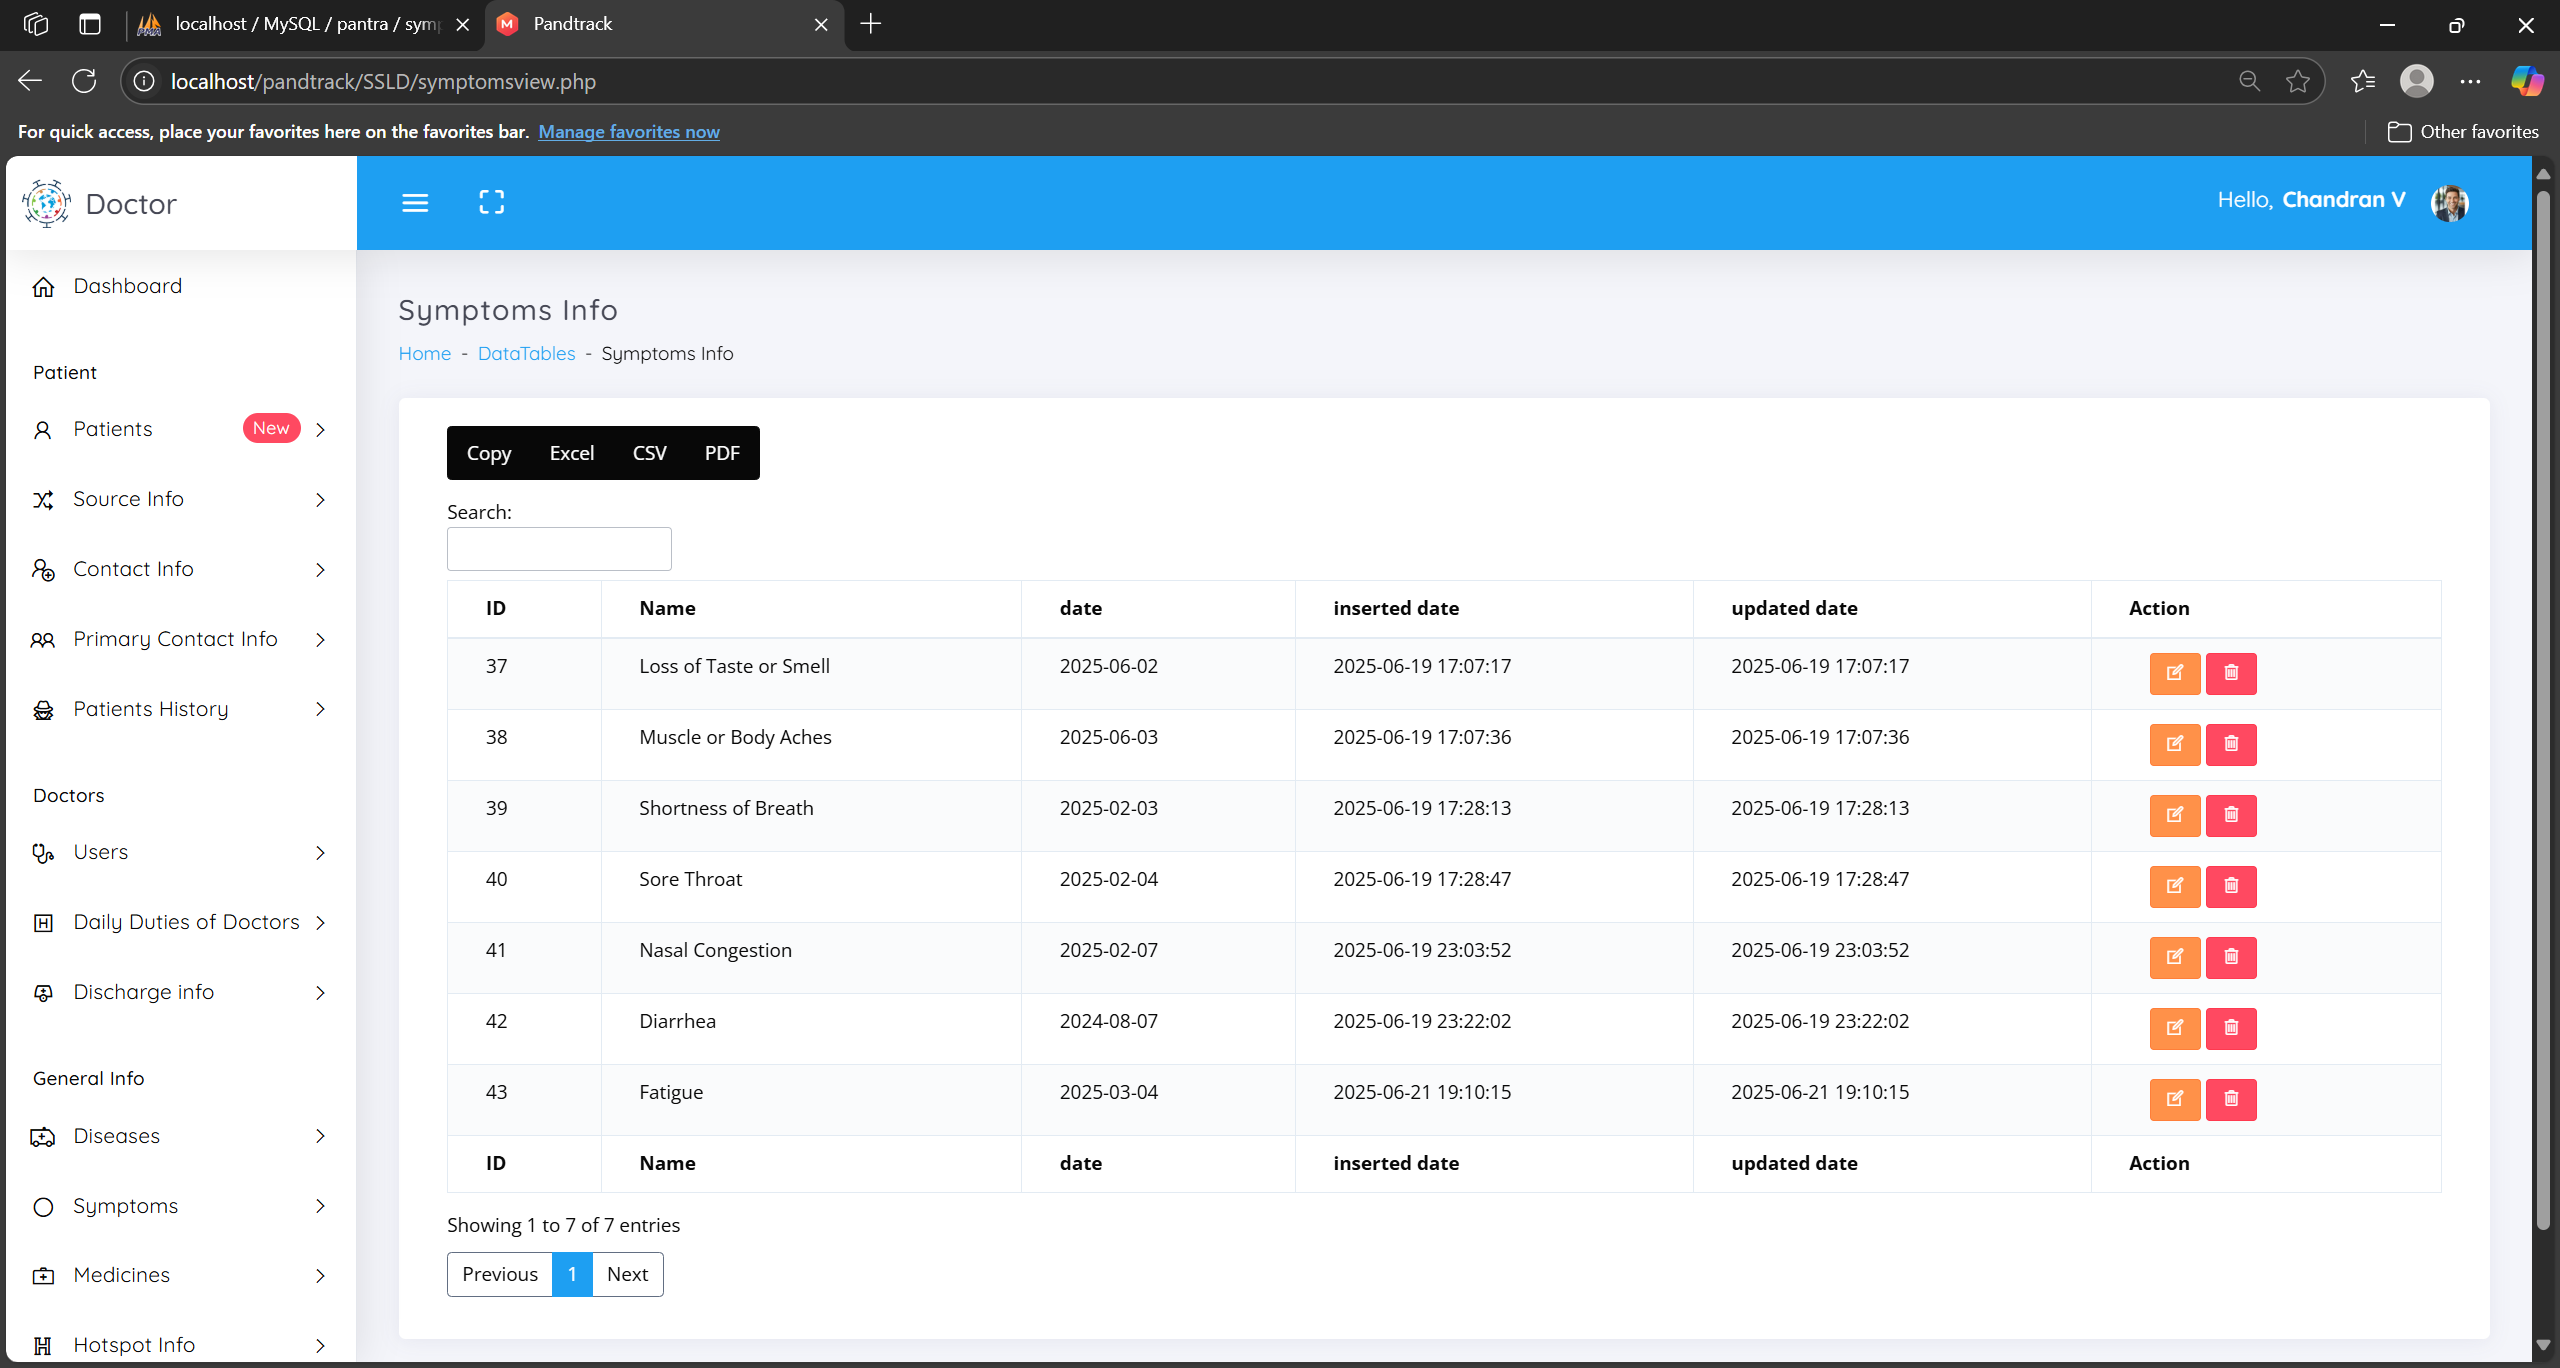 localhost / MySQL / pantra / sym
Pandtrack
localhost/pandtrack/SSLD/symptomsview.php
For quick access, place your favorites here on the favorites bar. Manage favorites now
Other favorites
Doctor
Hello, Chandran V
Dashboard
Patient
Patients New
Source Info
Contact Info
Primary Contact Info
Patients History
Doctors
Users
Daily Duties of Doctors
Discharge info
General Info
Diseases
Symptoms
Medicines
Hotspot Info
Symptoms Info
Home - DataTables - Symptoms Info
Copy Excel CSV PDF
Search:
ID Name date inserted date updated date Action
37 Loss of Taste or Smell 2025-06-02 2025-06-19 17:07:17 2025-06-19 17:07:17
38 Muscle or Body Aches 2025-06-03 2025-06-19 17:07:36 2025-06-19 17:07:36
39 Shortness of Breath 2025-02-03 2025-06-19 17:28:13 2025-06-19 17:28:13
40 Sore Throat 2025-02-04 2025-06-19 17:28:47 2025-06-19 17:28:47
41 Nasal Congestion 2025-02-07 2025-06-19 23:03:52 2025-06-19 23:03:52
42 Diarrhea 2024-08-07 2025-06-19 23:22:02 2025-06-19 23:22:02
43 Fatigue 2025-03-04 2025-06-21 19:10:15 2025-06-21 19:10:15
ID Name date inserted date updated date Action
Showing 1 to 7 of 7 entries
Previous 1 Next